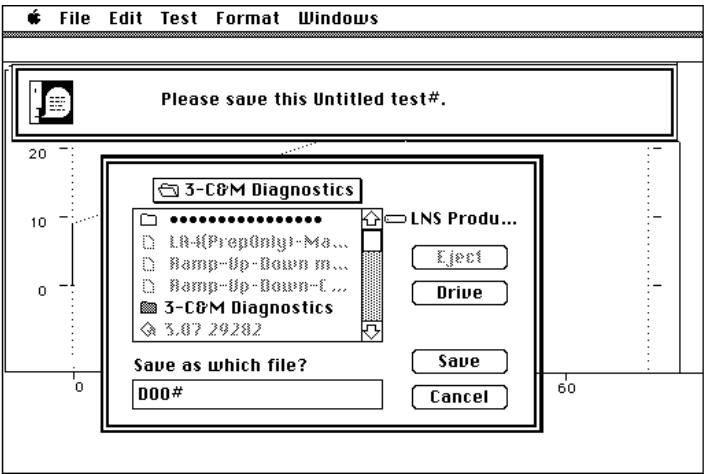 File Edit Test Format Windows
Please save this Untitled test#.
20
10
0
0
60
3-C&M Diagnostics
••••••••••••••••
LA-4(PrepOnly)-Ma...
Ramp-Up-Down m...
Ramp-Up-Down-C...
3-C&M Diagnostics
3.07 29282
LNS Produ...
Eject
Drive
Save as which file?
D00#
Save
Cancel